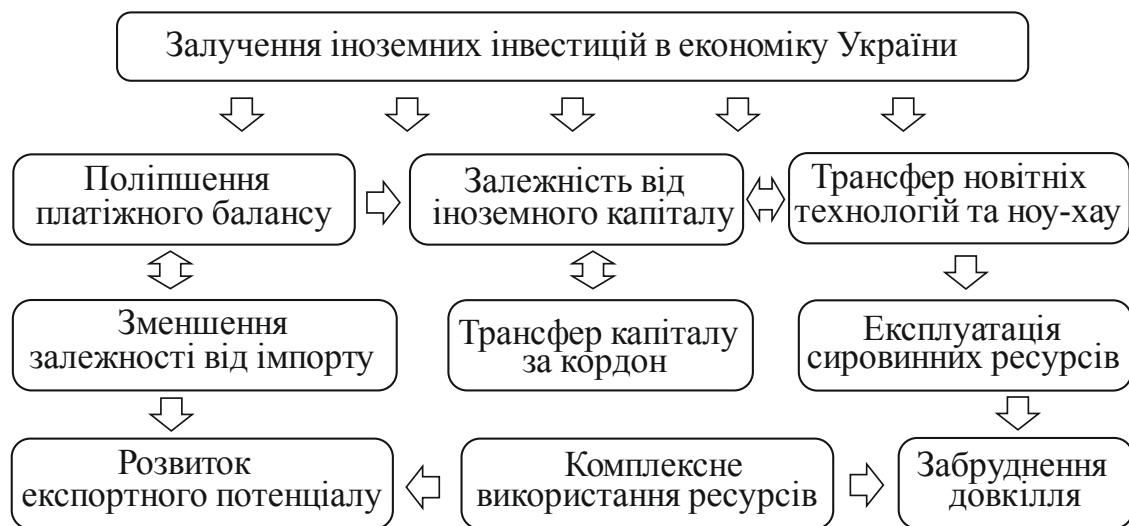 Залучення іноземних інвестицій в економіку України
Поліпшення
платіжного балансу
Залежність від
іноземного капіталу
Трансфер новітніх
технологій та ноу-хау
Зменшення
залежності від імпорту
Трансфер капіталу
за кордон
Експлуатація
сировинних ресурсів
Розвиток
експортного потенціалу
Комплексне
використання ресурсів
Забруднення
довкілля